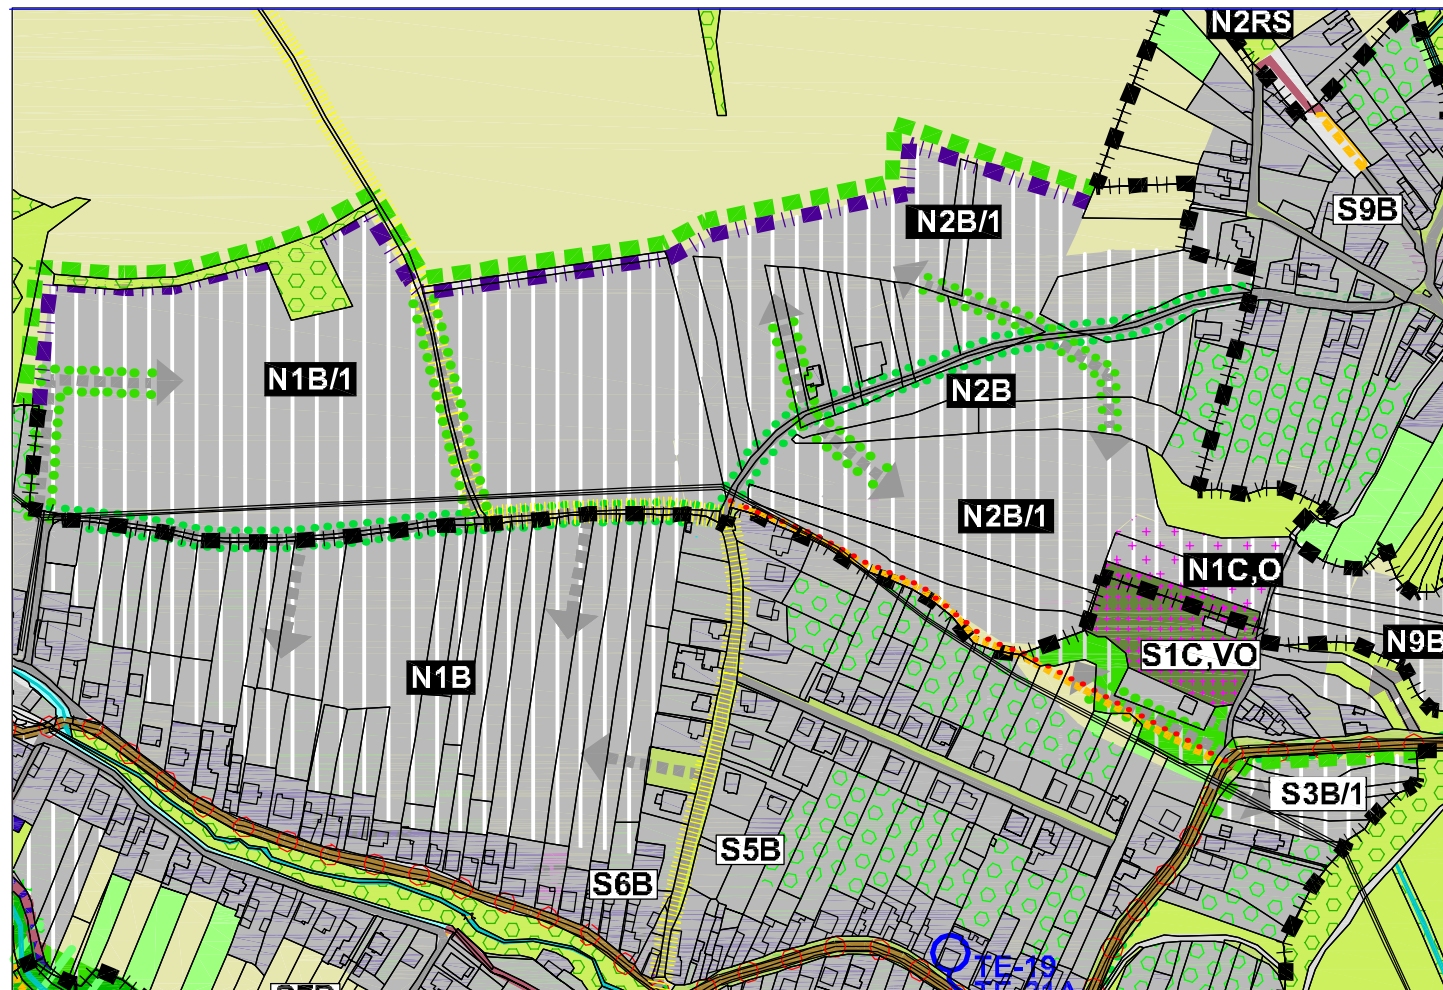 N2RS
S9B
N2B/1
N1B/1
N2B
N2B/1
N1C,O
N9B
S1C,VO
N1B
S3B/1
S5B
S6B
TE-19